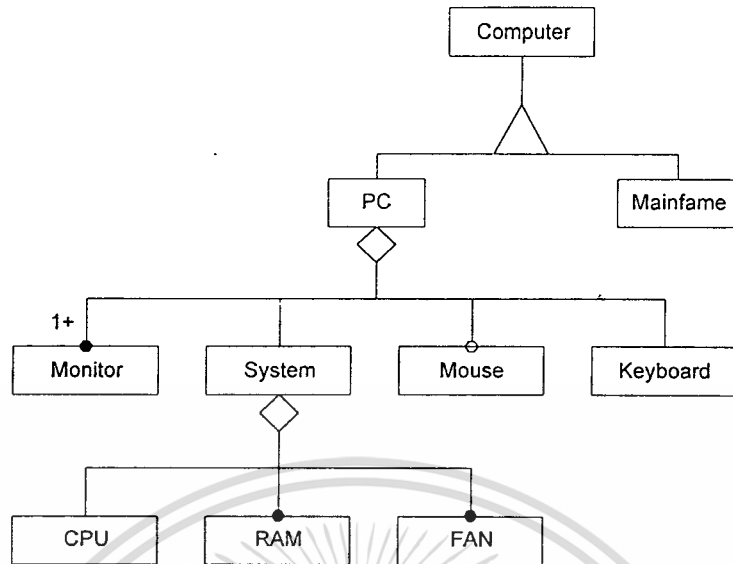 Computer
PC
Mainfame
1+
Monitor
System
Mouse
Keyboard
CPU
RAM
FAN